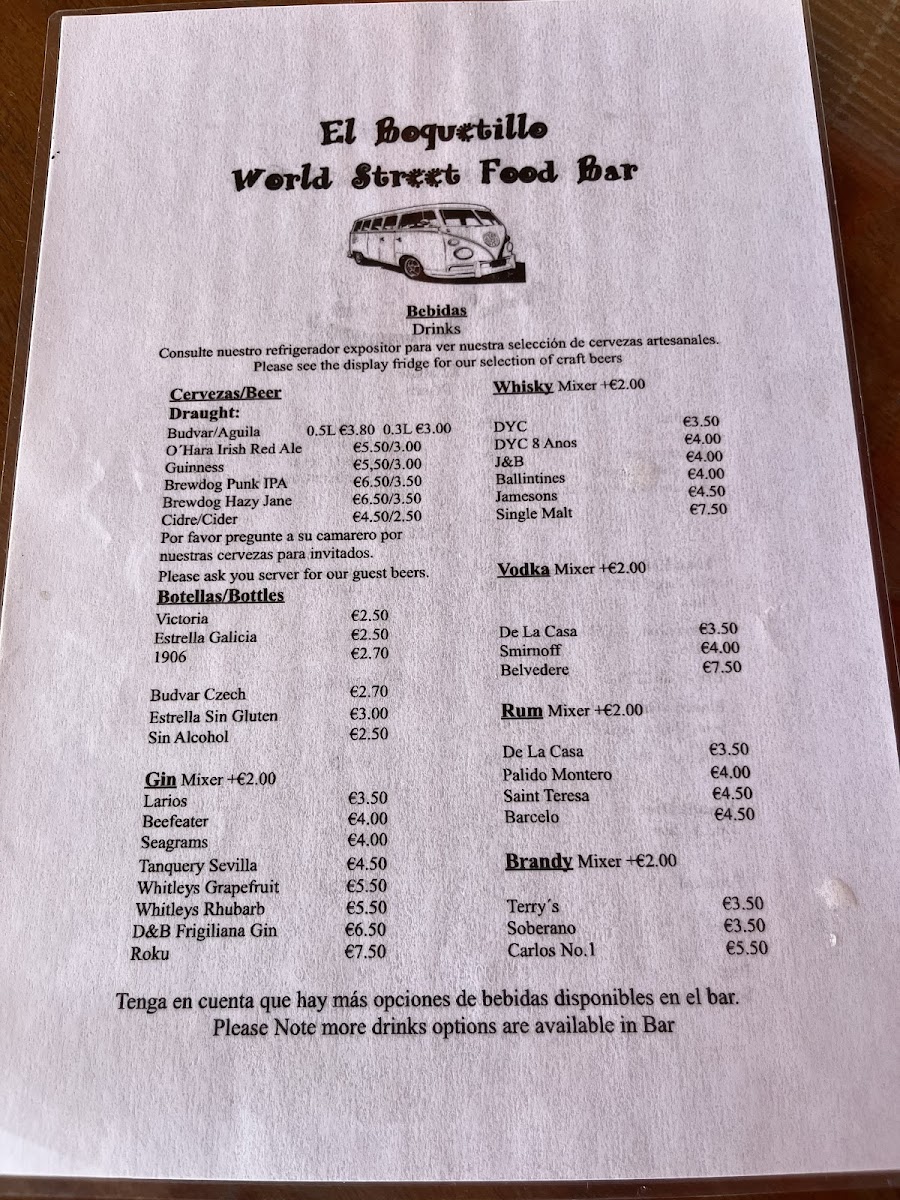 El Boquetillo
World Street Food Bar
Bebidas
Drinks
Consulte nuestro refrigerador expositor para ver nuestra selección de cervezas artesanales.
Please see the display fridge for our selection of craft beers
Cervezas/Beer
Draught:
Budvar/Aguila 0.5L €3.80 0.3L €3.00
O´Hara Irish Red Ale €5.50/3.00
Guinness €5,50/3.00
Brewdog Punk IPA €6.50/3.50
Brewdog Hazy Jane €6.50/3.50
Cidre/Cider €4.50/2.50
Por favor pregunte a su camarero por
nuestras cervezas para invitados.
Please ask you server for our guest beers.
Botellas/Bottles
Victoria €2.50
Estrella Galicia €2.50
1906 €2.70
Budvar Czech €2.70
Estrella Sin Gluten €3.00
Sin Alcohol €2.50
Gin Mixer +€2.00
Larios €3.50
Beefeater €4.00
Seagrams €4.00
Tanquery Sevilla €4.50
Whitleys Grapefruit €5.50
Whitleys Rhubarb €5.50
D&B Frigiliana Gin €6.50
Roku €7.50
Whisky Mixer +€2.00
DYC €3.50
DYC 8 Anos €4.00
J&B €4.00
Ballintines €4.00
Jamesons €4.50
Single Malt €7.50
Vodka Mixer +€2.00
De La Casa €3.50
Smirnoff €4.00
Belvedere €7.50
Rum Mixer +€2.00
De La Casa €3.50
Palido Montero €4.00
Saint Teresa €4.50
Barcelo €4.50
Brandy Mixer +€2.00
Terry´s €3.50
Soberano €3.50
Carlos No.1 €5.50
Tenga en cuenta que hay más opciones de bebidas disponibles en el bar.
Please Note more drinks options are available in Bar